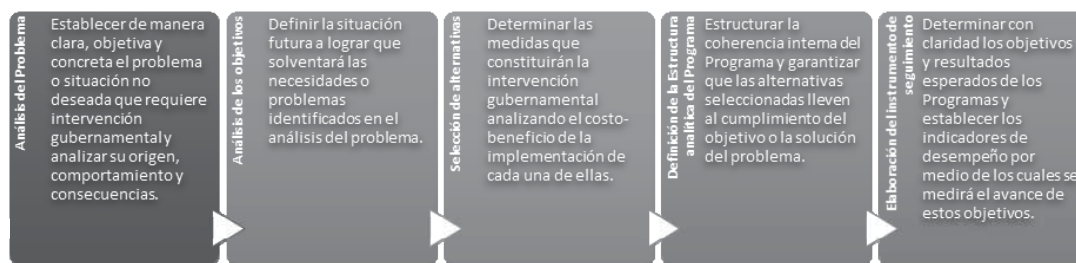 Análisis del Problema
Establecer de manera
clara, objetiva y
concreta el problema
o situación no
deseada que requiere
intervención
gubernamental y
analizar su origen,
comportamiento y
consecuencias.
Análisis de los objetivos
Definir la situación
futura a lograr que
solventará las
necesidades o
problemas
identificados en el
análisis del problema.
Selección de alternativas
Determinar las
medidas que
constituirán la
intervención
gubernamental
analizando el costo-
beneficio de la
implementación de
cada una de ellas.
Definición de la Estructura
analítica del Programa
Estructurar la
coherencia interna del
Programa y garantizar
que las alternativas
seleccionadas lleven
al cumplimiento del
objetivo o la solución
del problema.
Elaboración del instrumento de
seguimiento
Determinar con
claridad los objetivos
y resultados
esperados de los
Programas y
establecer los
indicadores de
desempeño por
medio de los cuales se
medirá el avance de
estos objetivos.